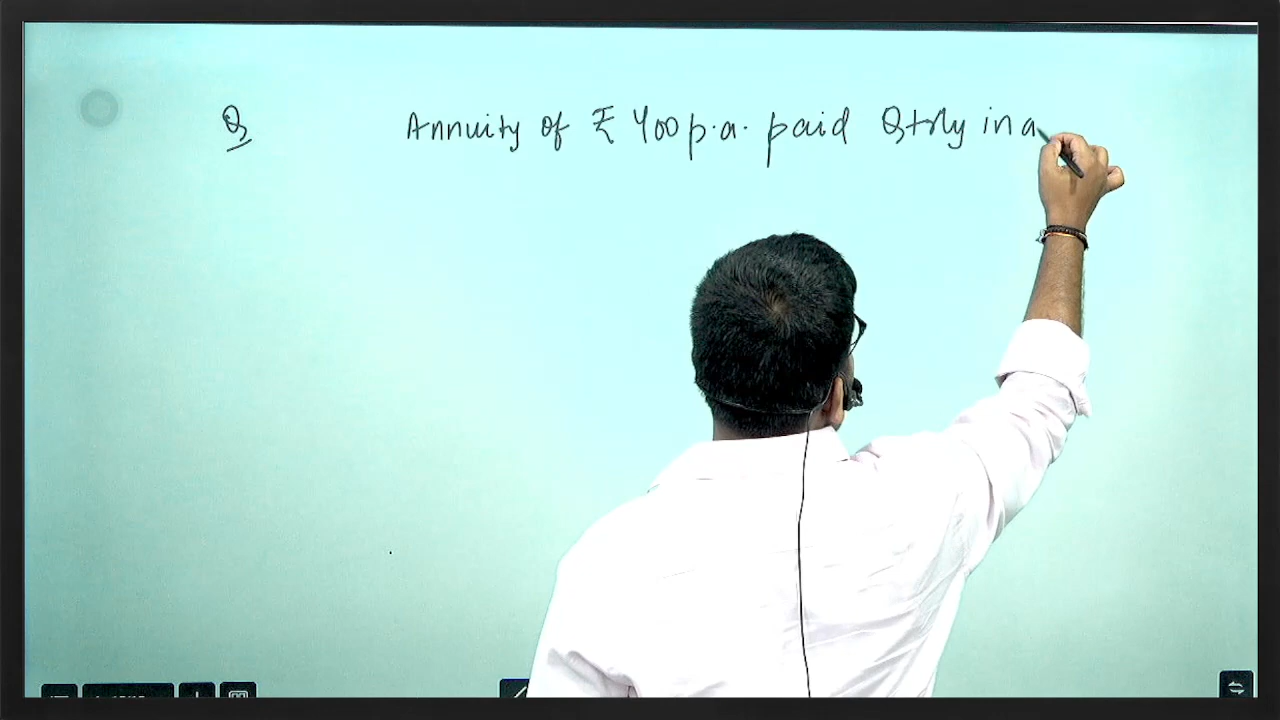 Q Annuity of ₹ 400 p.a. paid Qtrly in a